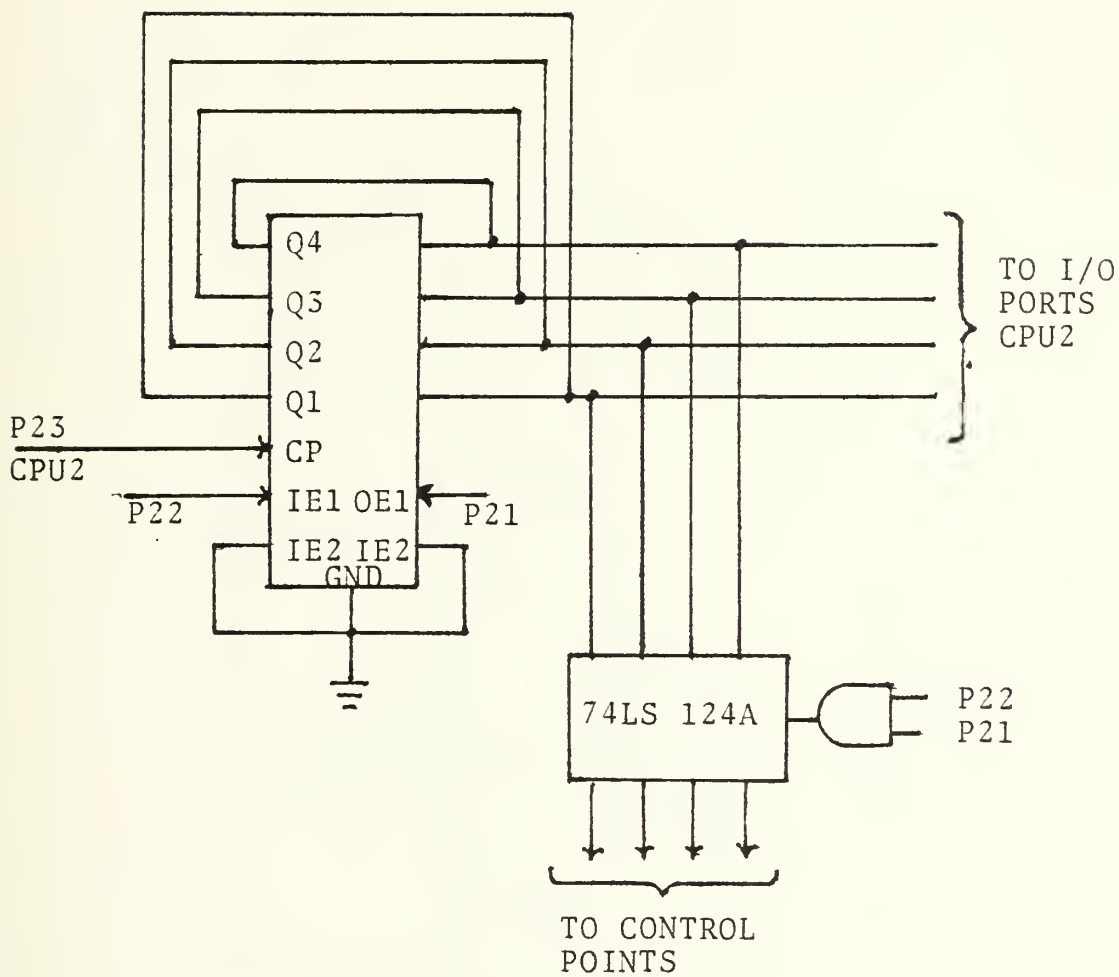 Q4
Q3
Q2
Q1
TO I/O
PORTS
CPU2
P23
CPU2
CP
P22
IE1 OE1
P21
IE2 IE2
GND
74LS 124A
P22
P21
TO CONTROL
POINTS